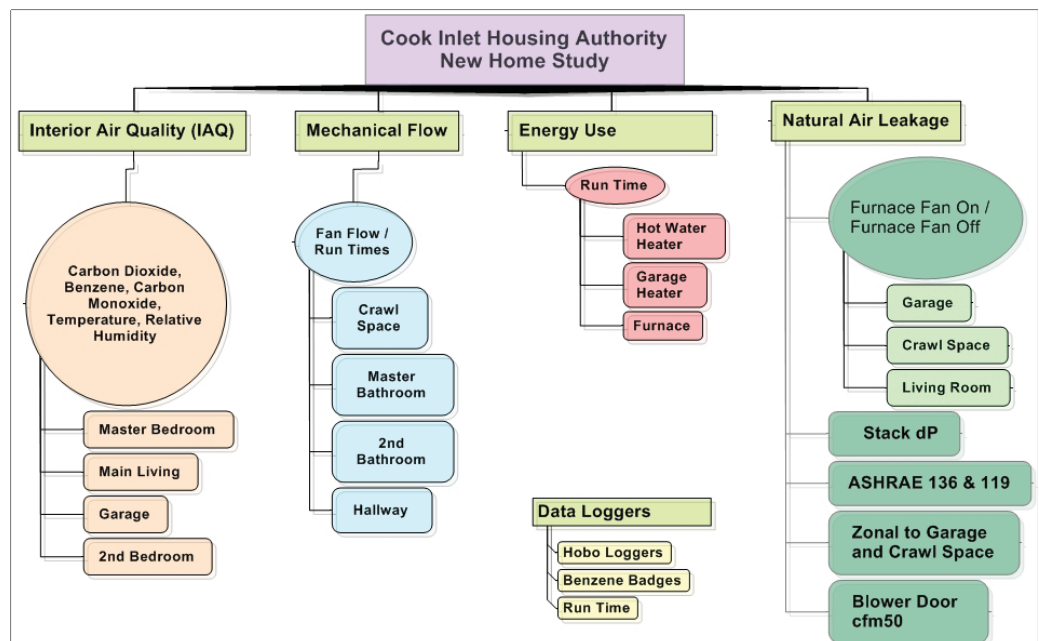 Cook Inlet Housing Authority
New Home Study
Interior Air Quality (IAQ)
Carbon Dioxide,
Benzene, Carbon
Monoxide,
Temperature, Relative
Humidity
Master Bedroom
Main Living
Garage
2nd Bedroom
Mechanical Flow
Fan Flow /
Run Times
Crawl
Space
Master
Bathroom
2nd
Bathroom
Hallway
Energy Use
Run Time
Hot Water
Heater
Garage
Heater
Furnace
Data Loggers
Hobo Loggers
Benzene Badges
Run Time
Natural Air Leakage
Furnace Fan On /
Furnace Fan Off
Garage
Crawl Space
Living Room
Stack dP
ASHRAE 136 & 119
Zonal to Garage
and Crawl Space
Blower Door
cfm50